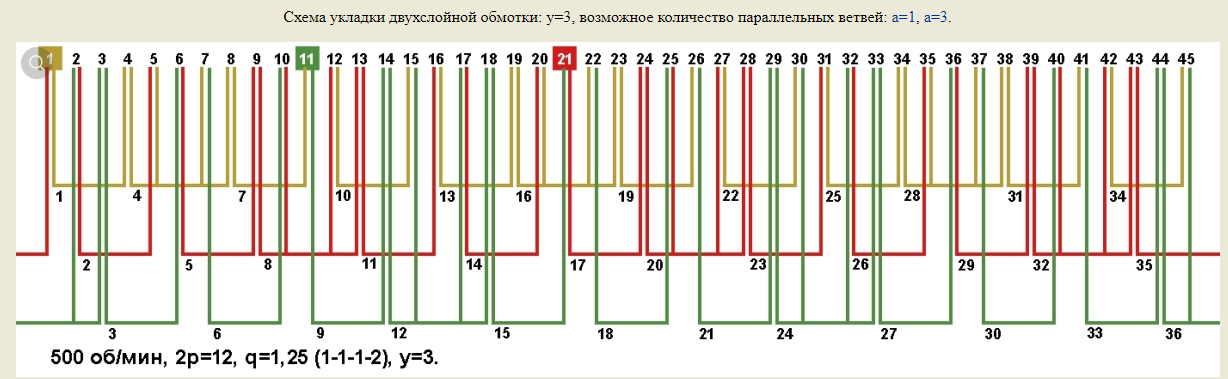 Схема укладки двухслойной обмотки: y=3, возможное количество параллельных ветвей: a=1, a=3.
1 2 3 4 5 6 7 8 9 10 11 12 13 14 15 16 17 18 19 20 21 22 23 24 25 26 27 28 29 30 31 32 33 34 35 36 37 38 39 40 41 42 43 44 45
1 4 7 10 13 16 19 22 25 28 31 34
2 5 8 11 14 17 20 23 26 29 32 35
3 6 9 12 15 18 21 24 27 30 33 36
500 об/мин, 2p=12, q=1,25 (1-1-1-2), y=3.